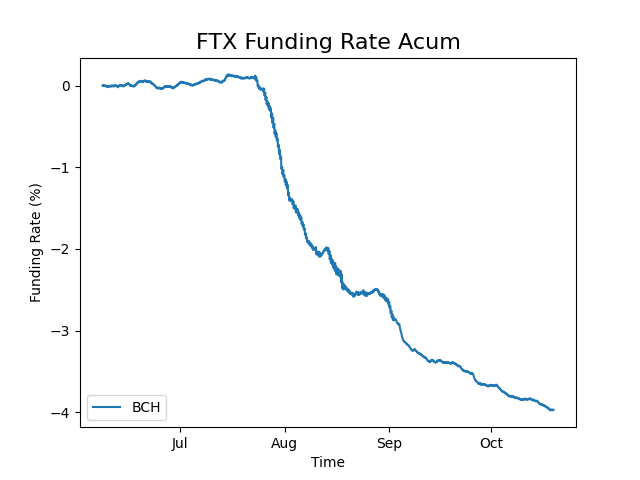 FTX Funding Rate Acum
Funding Rate (%)
0
−1
−2
−3
−4
BCH
Jul
Aug
Sep
Oct
Time